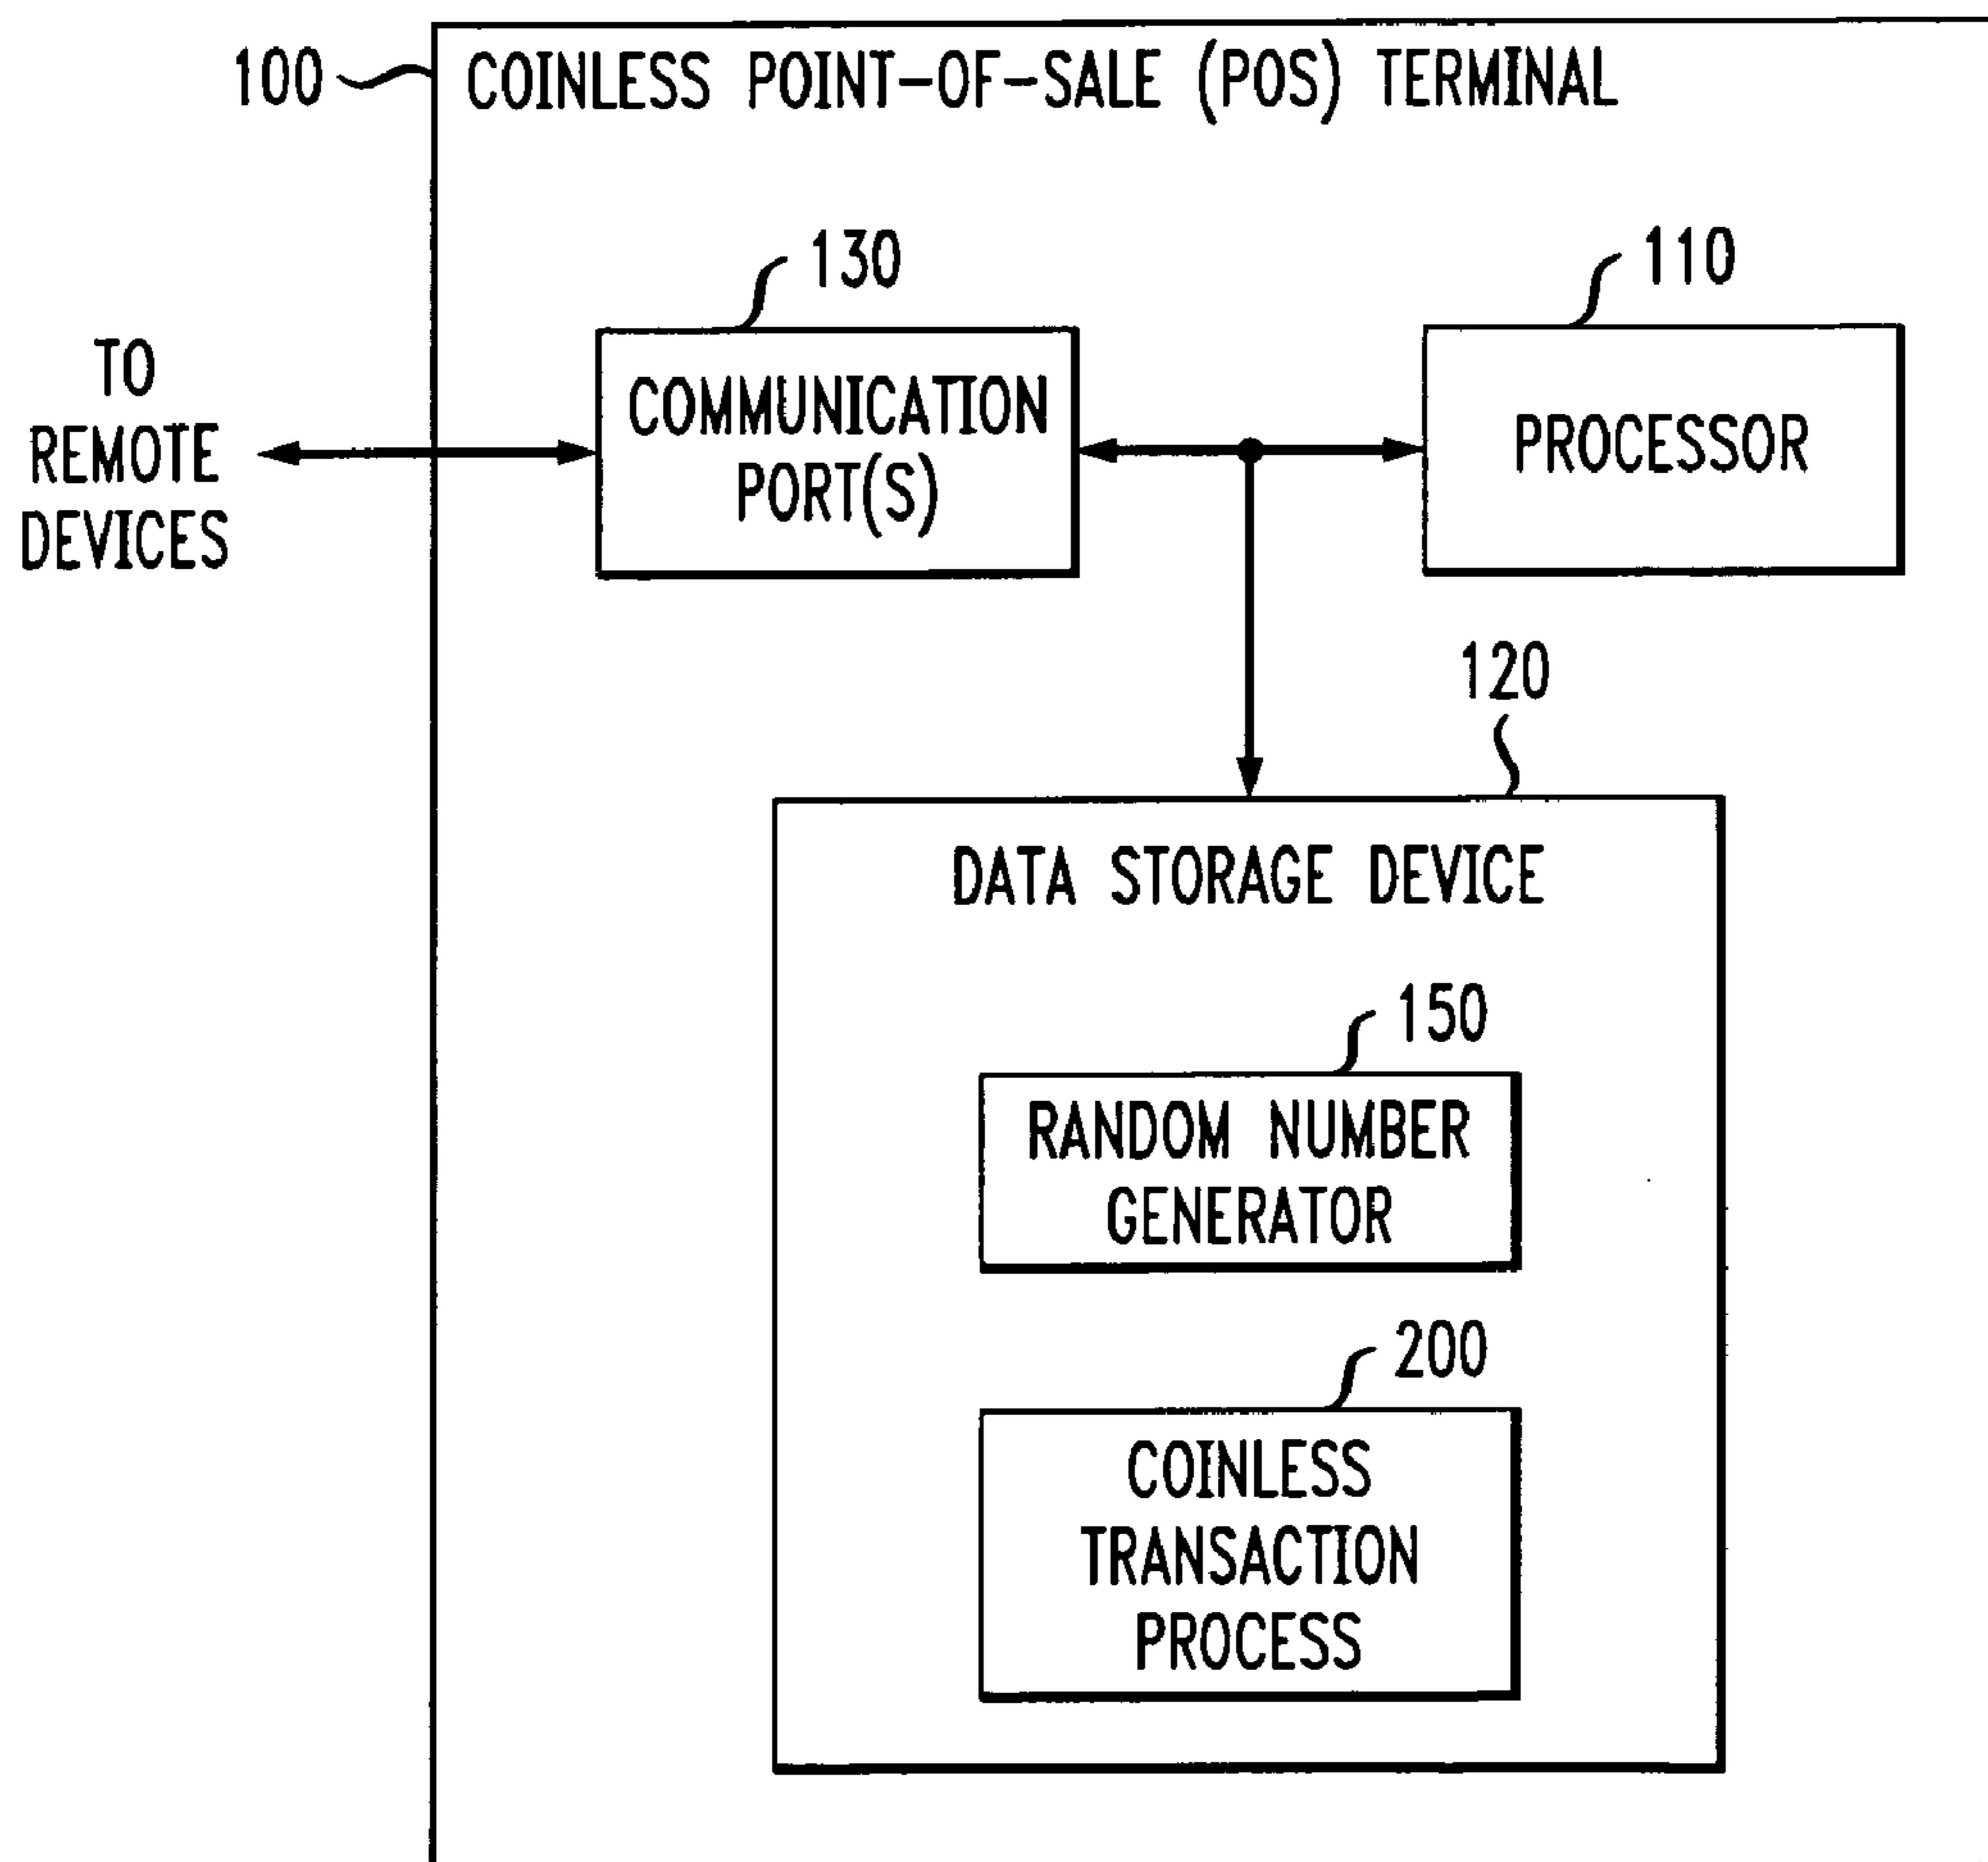 100
COINLESS POINT-OF-SALE (POS) TERMINAL
130
110
TO
REMOTE
DEVICES
COMMUNICATION
PORT(S)
PROCESSOR
120
DATA STORAGE DEVICE
150
RANDOM NUMBER
GENERATOR
200
COINLESS
TRANSACTION
PROCESS